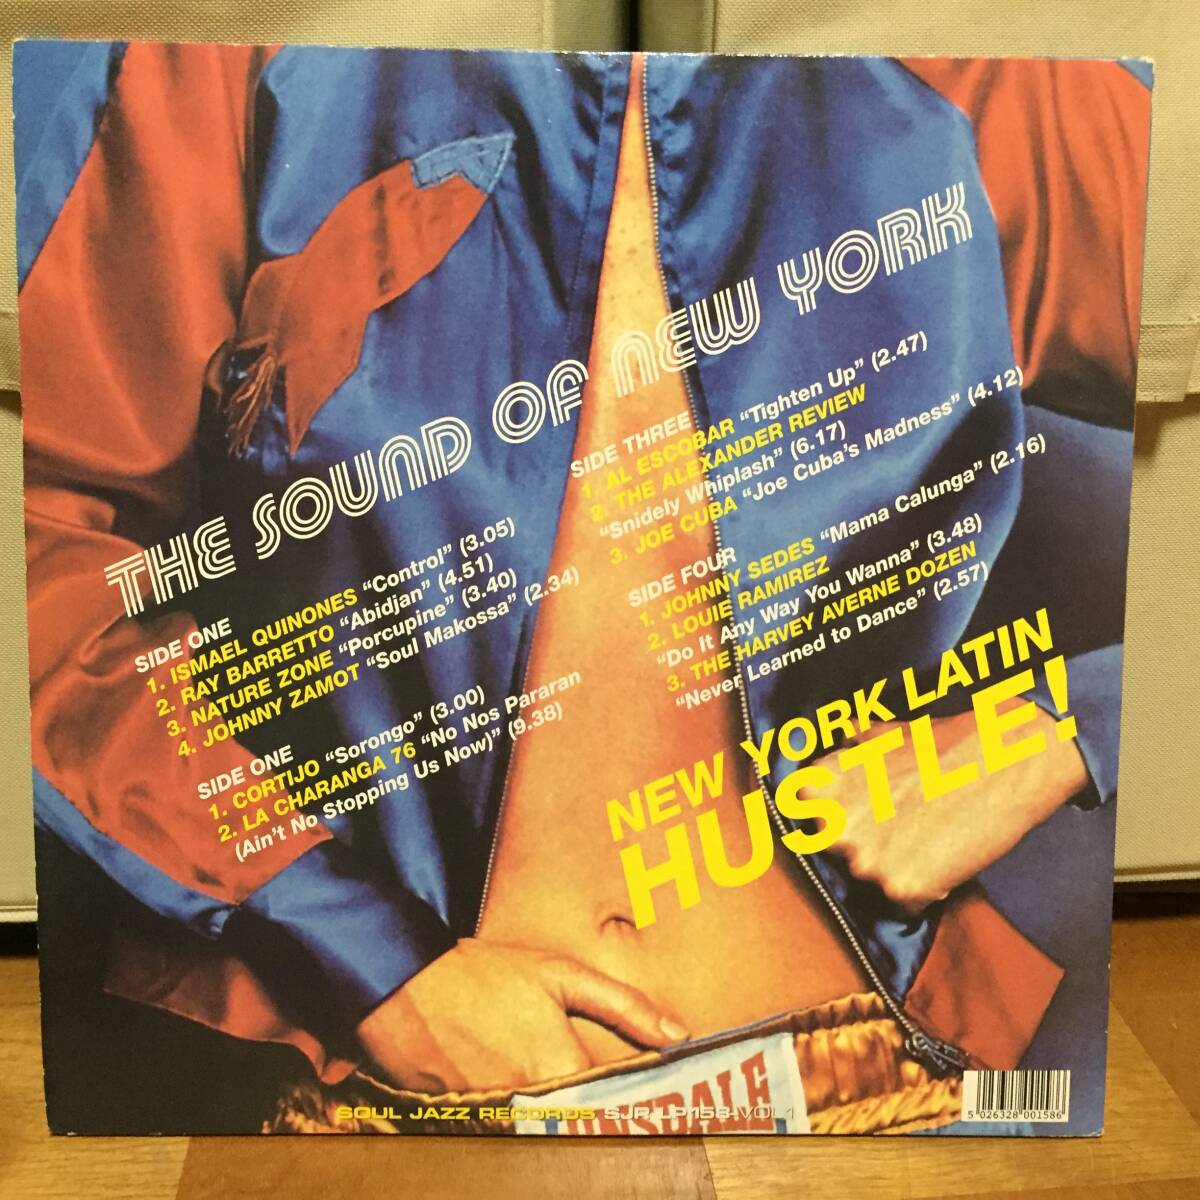 THE SOUND OF NEW YORK
SIDE ONE
1. ISMAEL QUINONES “Control” (3.05)
2. RAY BARRETTO “Abidjan” (4.51)
3. NATURE ZONE “Porcupine” (3.40)
4. JOHNNY ZAMOT “Soul Makossa” (2.34)
SIDE ONE
1. CORTIJO “Sorongo” (3.00)
2. LA CHARANGA 76 “No Nos Pararan
(Ain’t No Stopping Us Now)” (9.38)
SIDE THREE
1. AL ESCOBAR “Tighten Up” (2.47)
2. THE ALEXANDER REVIEW
“Snidely Whiplash” (6.17)
3. JOE CUBA “Joe Cuba’s Madness” (4.12)
SIDE FOUR
1. JOHNNY SEDES “Mama Calunga” (2.16)
2. LOUIE RAMIREZ
“Do It Any Way You Wanna” (3.48)
3. THE HARVEY AVERNE DOZEN
“Never Learned to Dance” (2.57)
NEW YORK LATIN
HUSTLE!
NSDALE
SOUL JAZZ RECORDS SJR LP158-VOL1
5 026328 001586